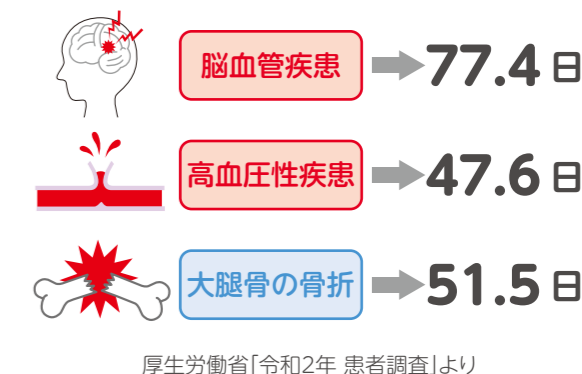 脳血管疾患 77.4日
高血圧性疾患 47.6日
大腿骨の骨折 51.5日
厚生労働省「令和2年 患者調査」より